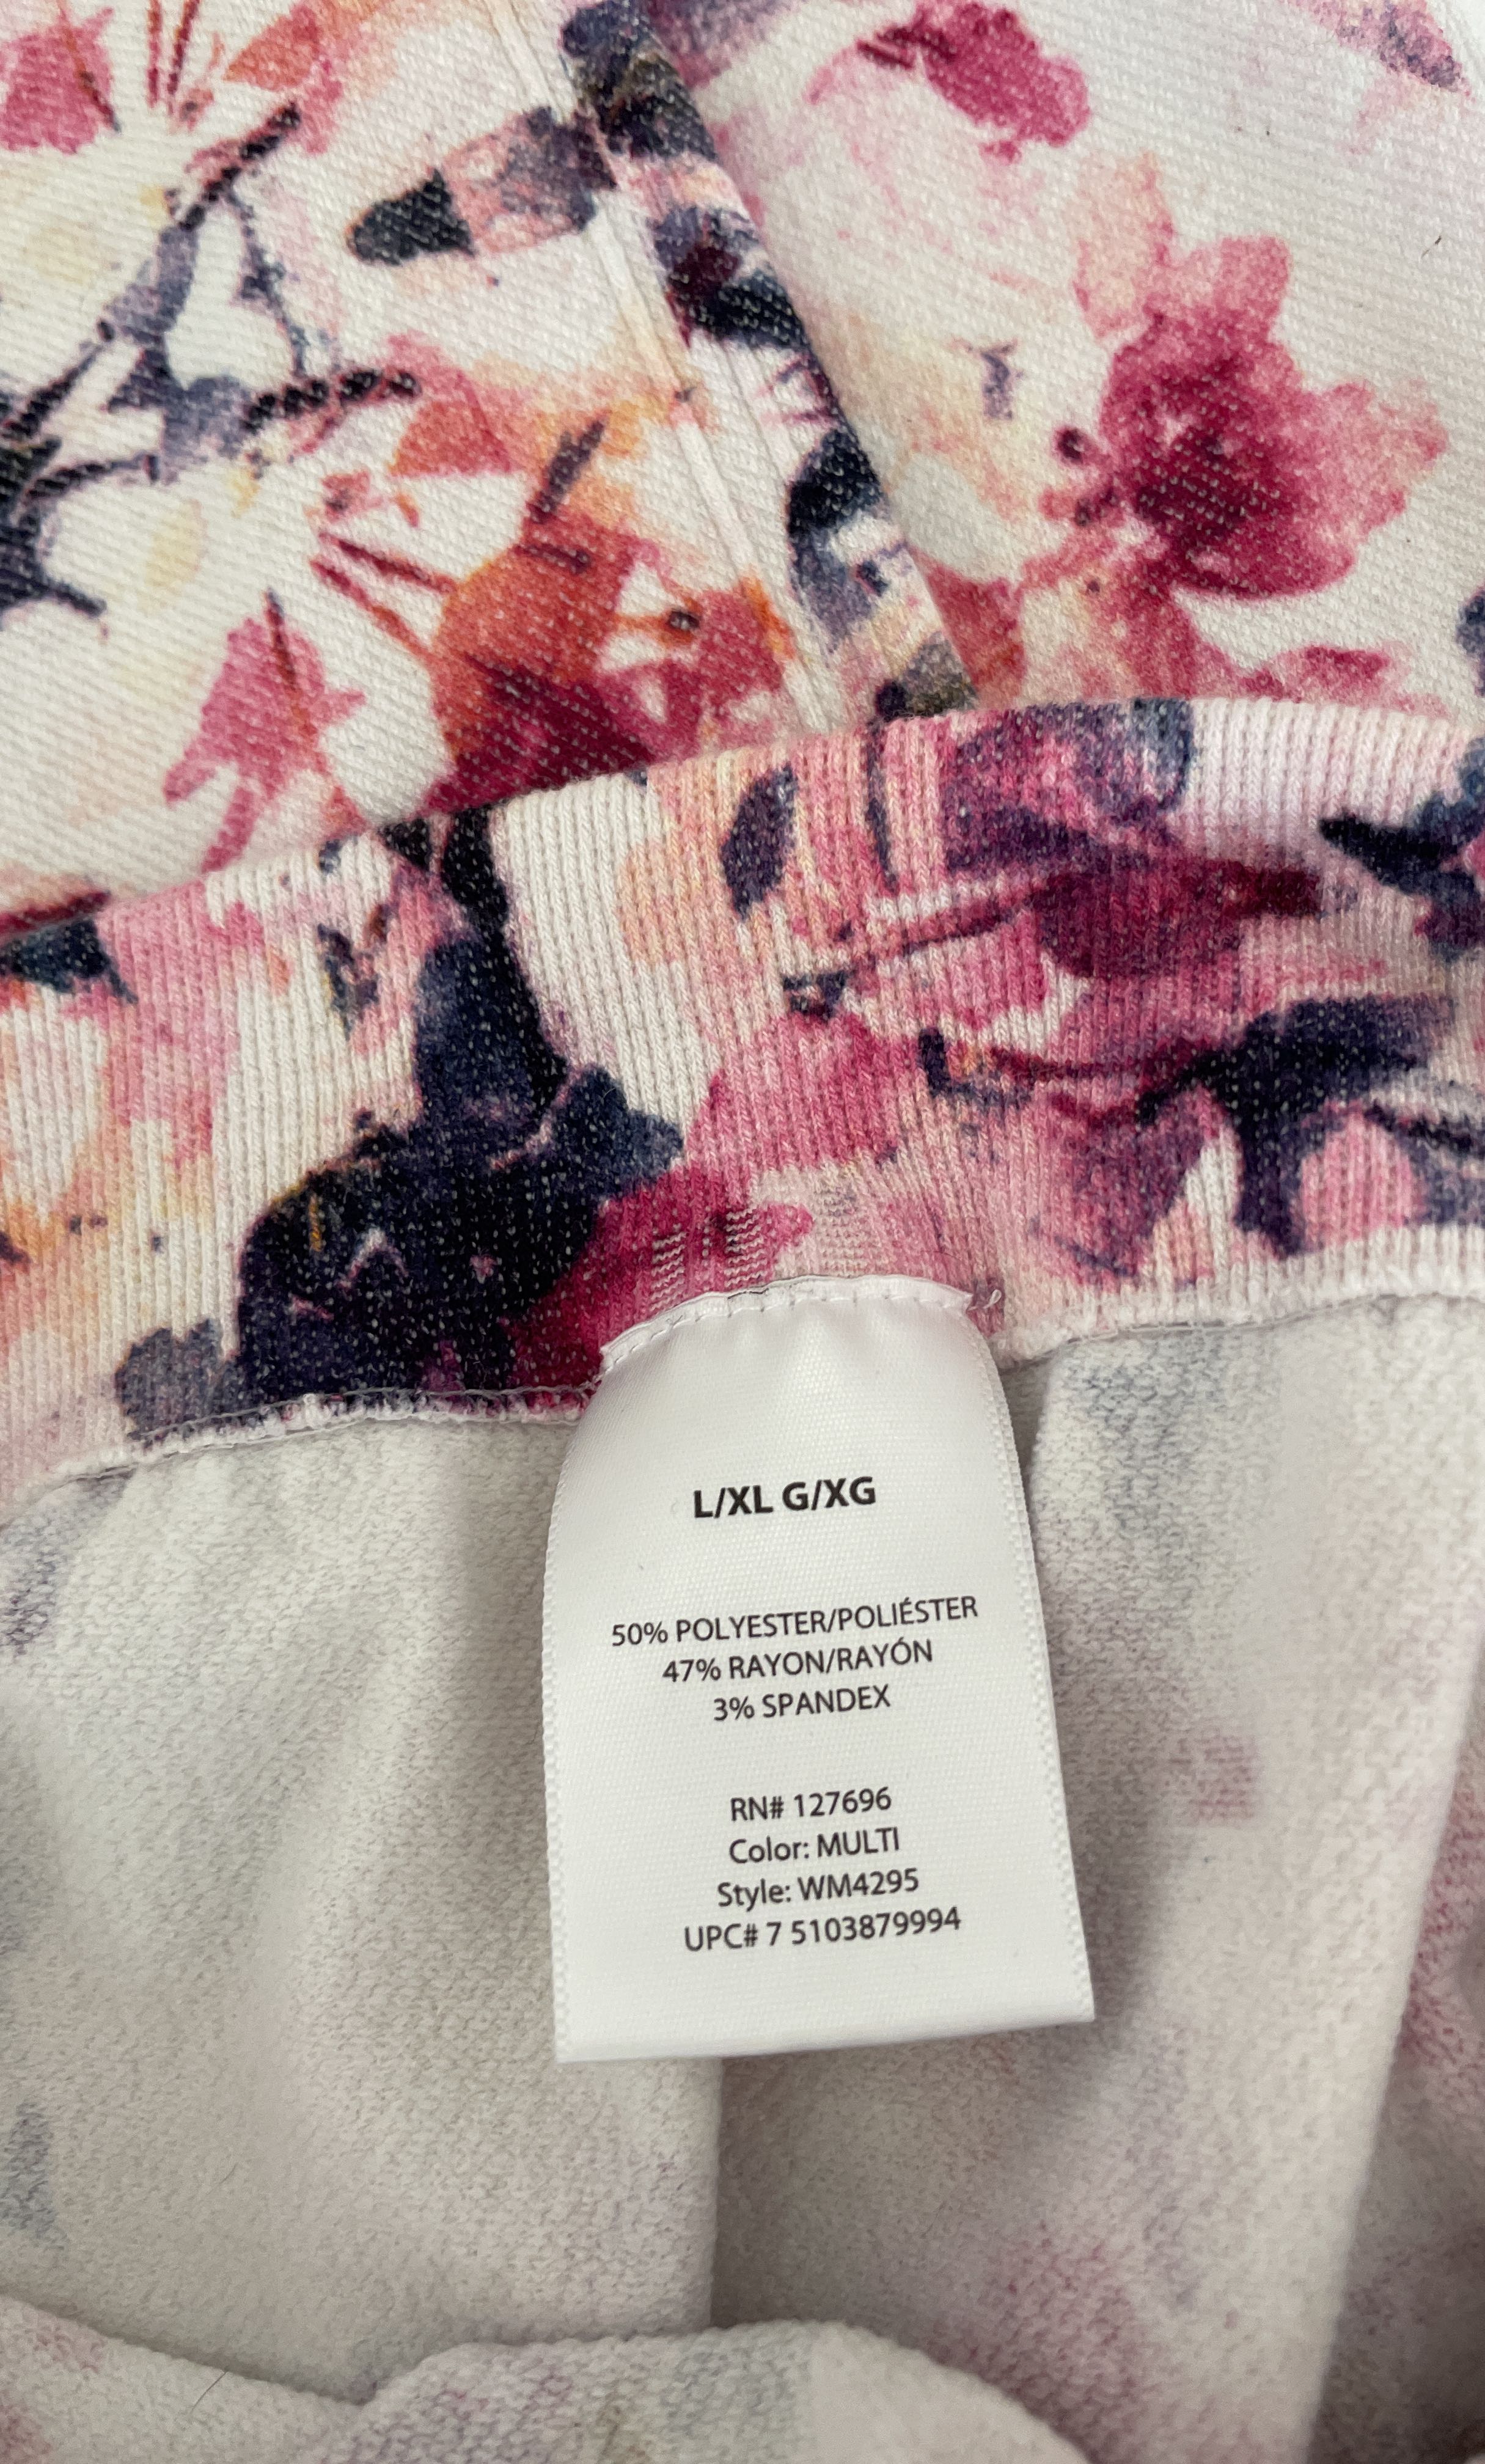 L/XL G/XG
50% POLYESTER/POLIÉSTER
47% RAYON/RAYÓN
3% SPANDEX
RN# 127696
Color: MULTI
Style: WM4295
UPC# 7 5103879994